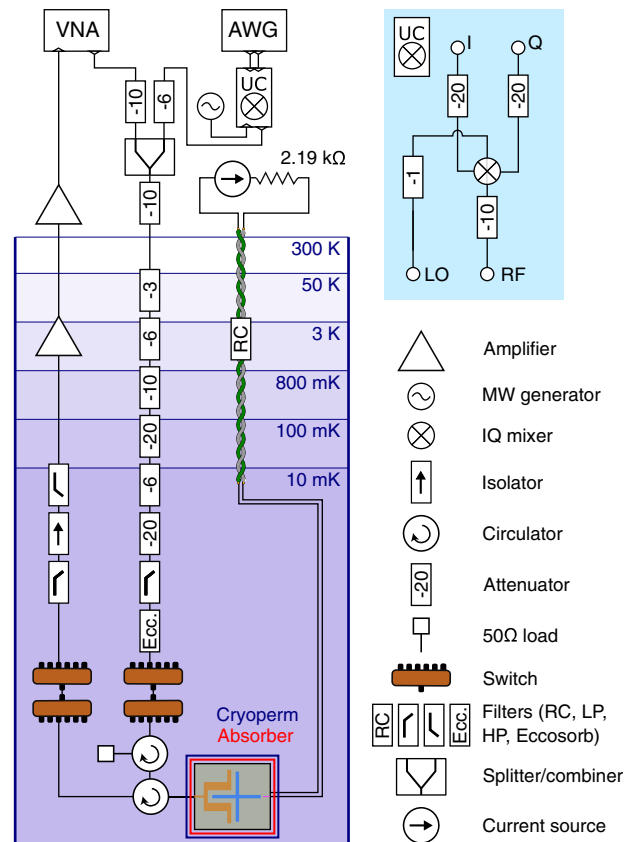 VNA
AWG
UC
-10
-6
2.19 kΩ
-10
300 K
50 K
3 K
800 mK
100 mK
10 mK
-3
-6
-10
-20
-6
-20
Ecc.
RC
Cryoperm
Absorber
UC
I
Q
-20
-20
-1
-10
LO
RF
Amplifier
MW generator
IQ mixer
Isolator
Circulator
-20
Attenuator
50Ω load
Switch
RC
Ecc.
Filters (RC, LP,
HP, Eccosorb)
Splitter/combiner
Current source